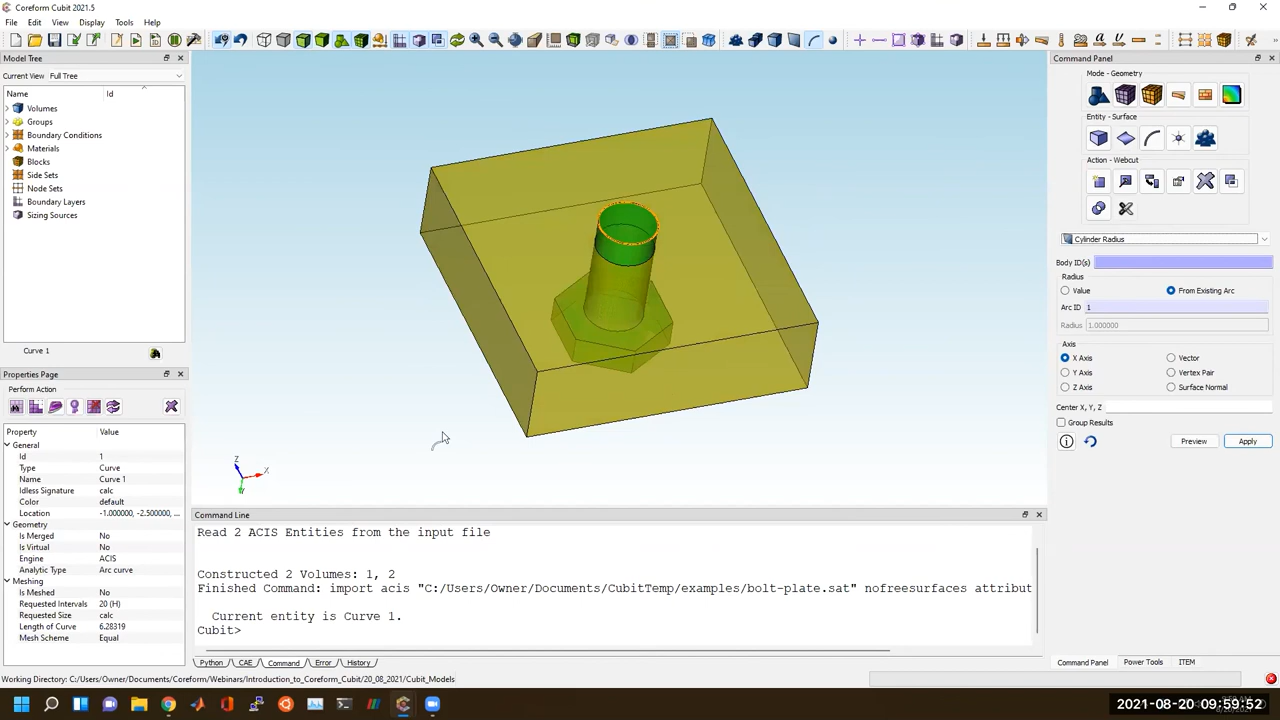 Coreform Cubit 2021.5
File Edit View Display Tools Help
Model Tree
Current View Full Tree
Name Id
Volumes
Groups
Boundary Conditions
Materials
Blocks
Side Sets
Node Sets
Boundary Layers
Sizing Sources
Curve 1
Properties Page
Perform Action
Property Value
General
Id 1
Type Curve
Name Curve 1
Idless Signature calc
Color default
Location -1.000000, -2.500000, ...
Geometry
Is Merged No
Is Virtual No
Engine ACIS
Analytic Type Arc curve
Meshing
Is Meshed No
Requested Intervals 20 (H)
Requested Size calc
Length of Curve 6.28319
Mesh Scheme Equal
Z
X
Y
Command Line
Read 2 ACIS Entities from the input file
Constructed 2 Volumes: 1, 2
Finished Command: import acis "C:/Users/Owner/Documents/CubitTemp/examples/bolt-plate.sat" nofreesurfaces attribut
Current entity is Curve 1.
Cubit>
Python CAE Command Error History
Command Panel
Mode - Geometry
Entity - Surface
Action - Webcut
Cylinder Radius
Body ID(s)
Radius
Value From Existing Arc
Arc ID 1
Radius 1.000000
Axis
X Axis Vector
Y Axis Vertex Pair
Z Axis Surface Normal
Center X, Y, Z
Group Results
Preview Apply
Command Panel Power Tools ITEM
Working Directory: C:/Users/Owner/Documents/Coreform/Webinars/Introduction_to_Coreform_Cubit/20_08_2021/Cubit_Models
2021-08-20 09:59:52